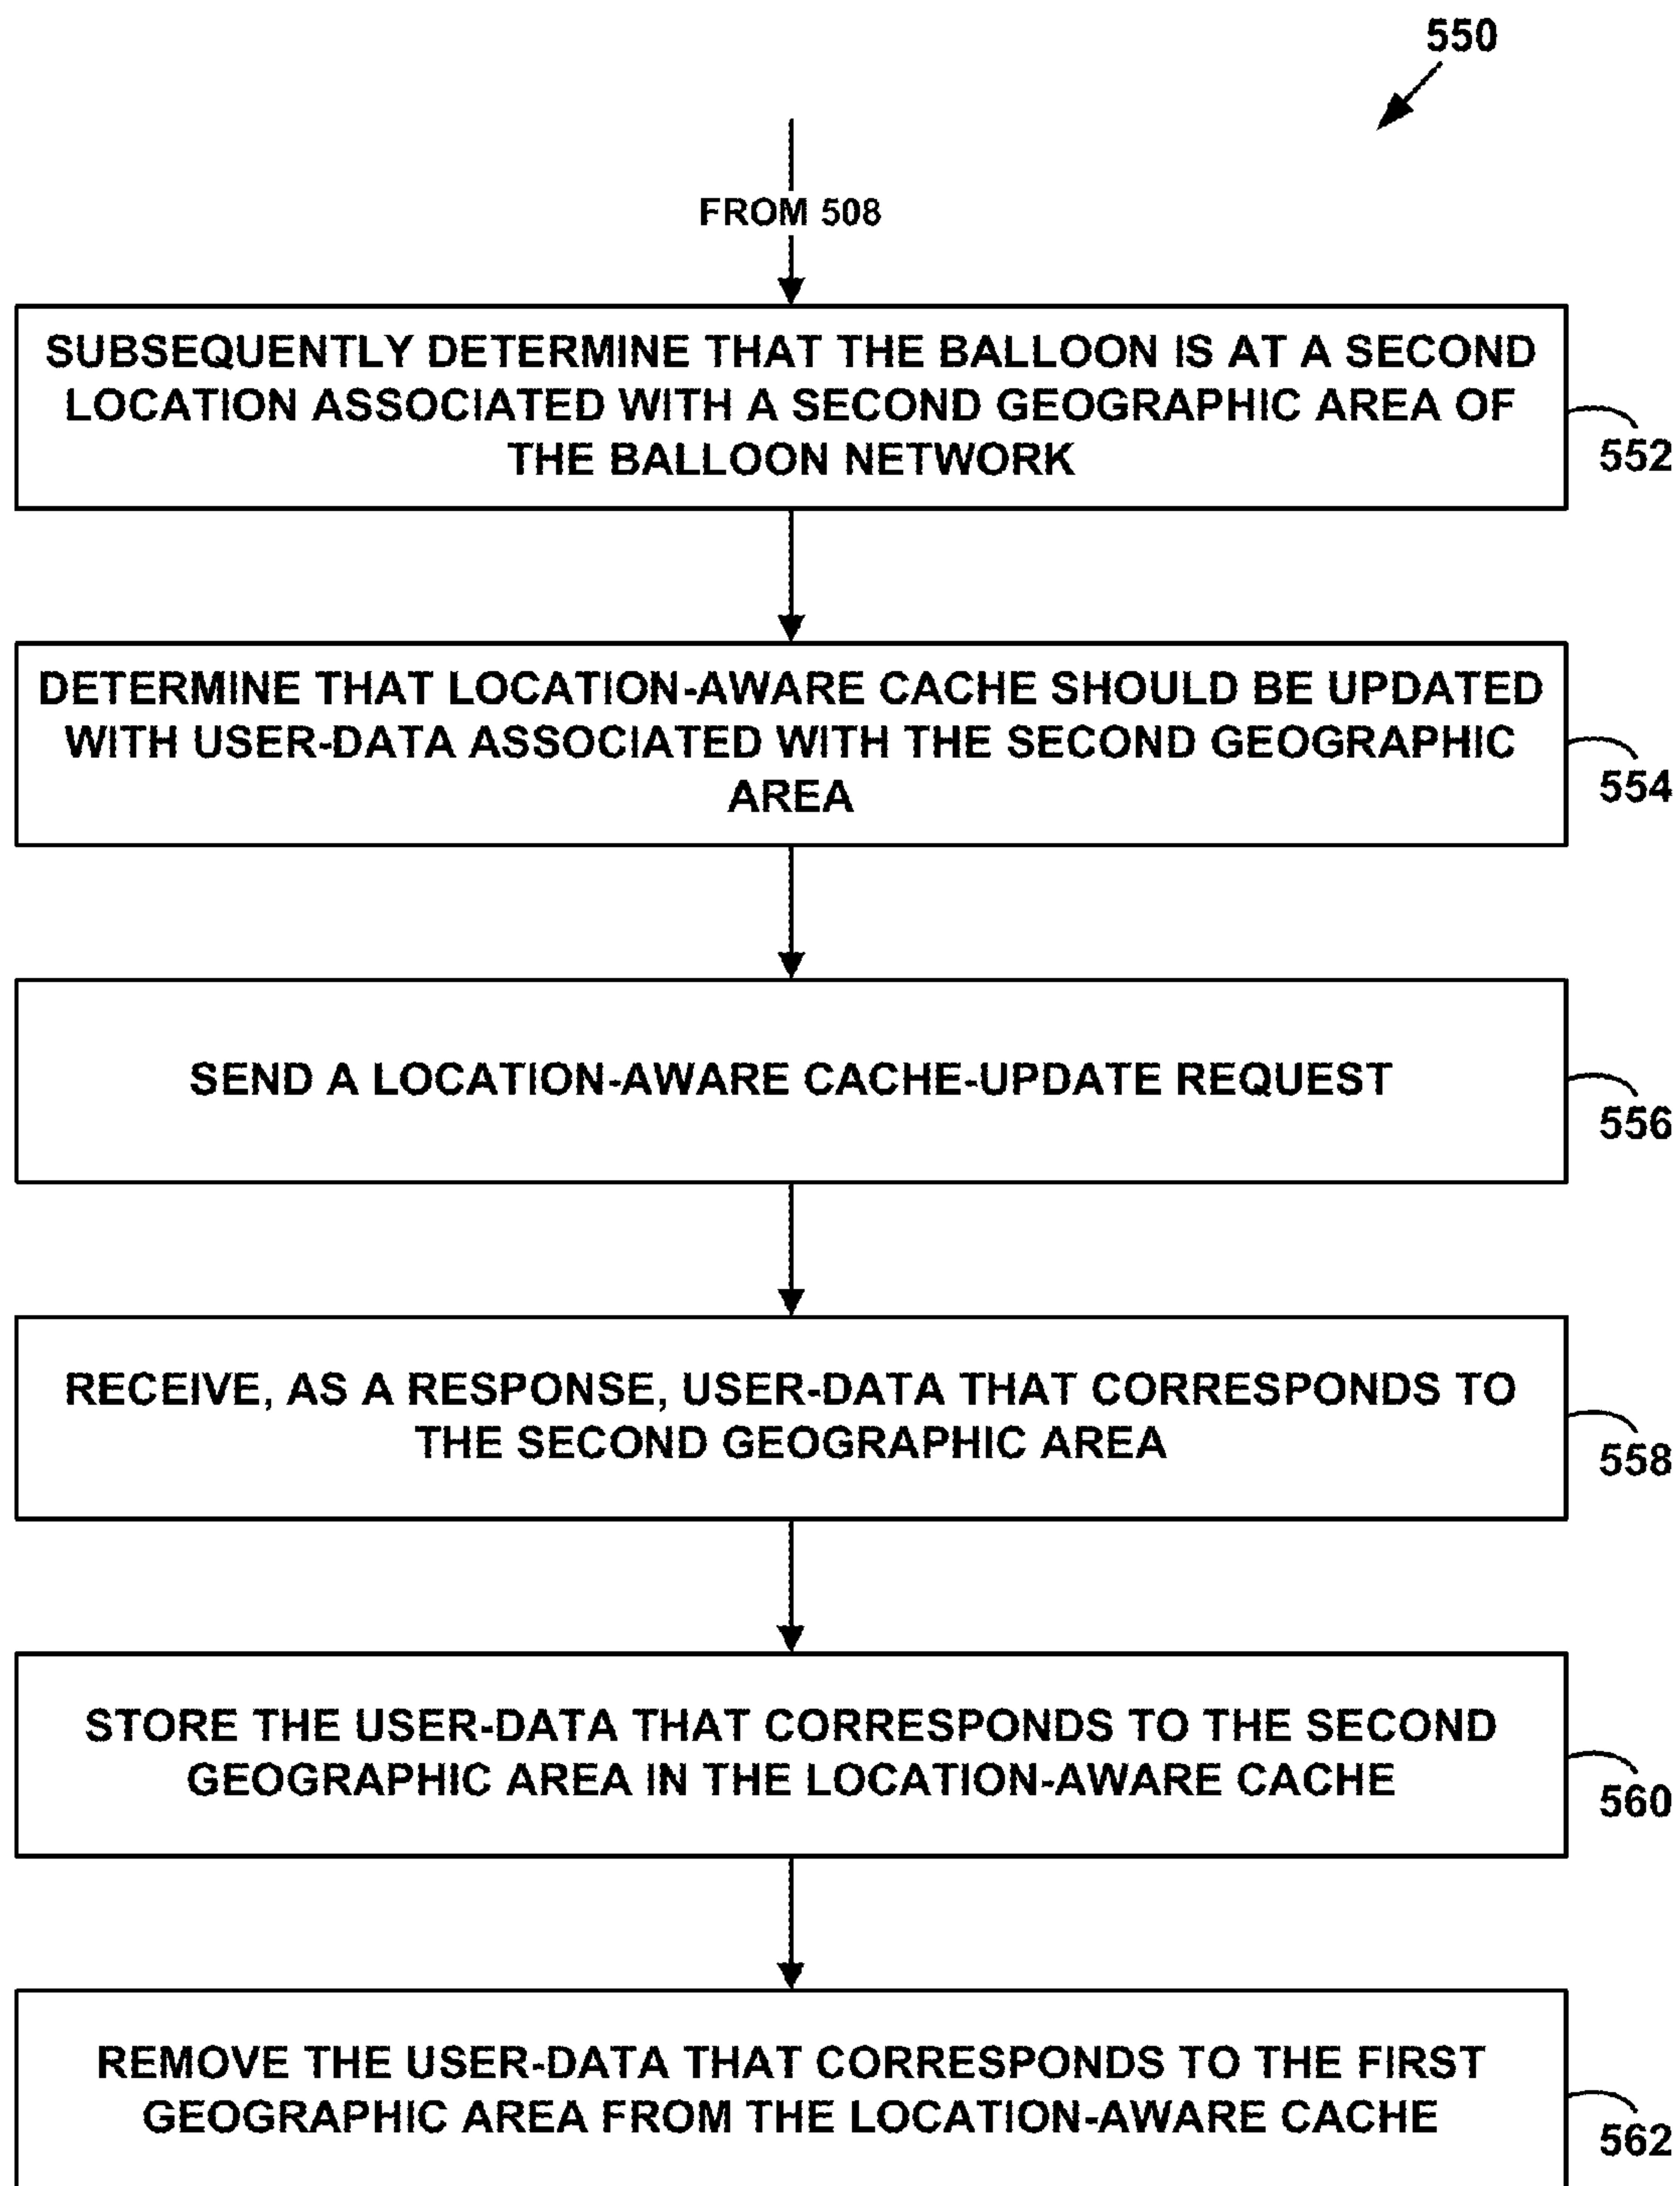 550
FROM 508
SUBSEQUENTLY DETERMINE THAT THE BALLOON IS AT A SECOND
LOCATION ASSOCIATED WITH A SECOND GEOGRAPHIC AREA OF
THE BALLOON NETWORK
552
DETERMINE THAT LOCATION-AWARE CACHE SHOULD BE UPDATED
WITH USER-DATA ASSOCIATED WITH THE SECOND GEOGRAPHIC
AREA
554
SEND A LOCATION-AWARE CACHE-UPDATE REQUEST
556
RECEIVE, AS A RESPONSE, USER-DATA THAT CORRESPONDS TO
THE SECOND GEOGRAPHIC AREA
558
STORE THE USER-DATA THAT CORRESPONDS TO THE SECOND
GEOGRAPHIC AREA IN THE LOCATION-AWARE CACHE
560
REMOVE THE USER-DATA THAT CORRESPONDS TO THE FIRST
GEOGRAPHIC AREA FROM THE LOCATION-AWARE CACHE
562